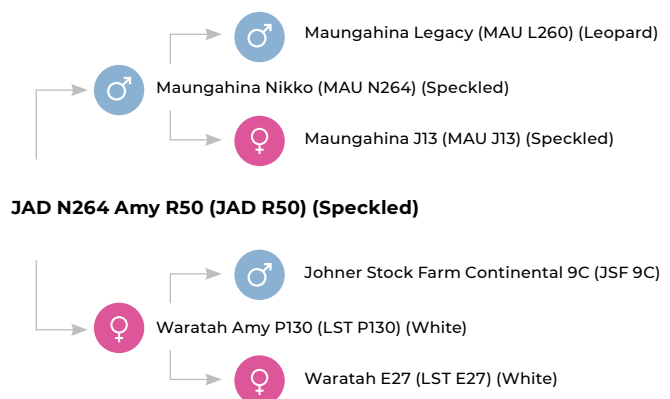 Maungahina Legacy (MAU L260) (Leopard)
Maungahina Nikko (MAU N264) (Speckled)
Maungahina J13 (MAU J13) (Speckled)
JAD N264 Amy R50 (JAD R50) (Speckled)
Johner Stock Farm Continental 9C (JSF 9C)
Waratah Amy P130 (LST P130) (White)
Waratah E27 (LST E27) (White)